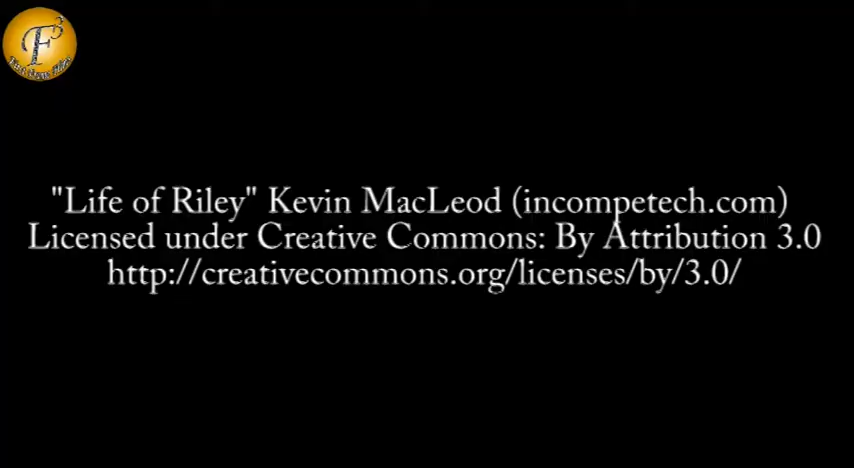 F3
"Life of Riley" Kevin MacLeod (incompetech.com)
Licensed under Creative Commons: By Attribution 3.0
http://creativecommons.org/licenses/by/3.0/